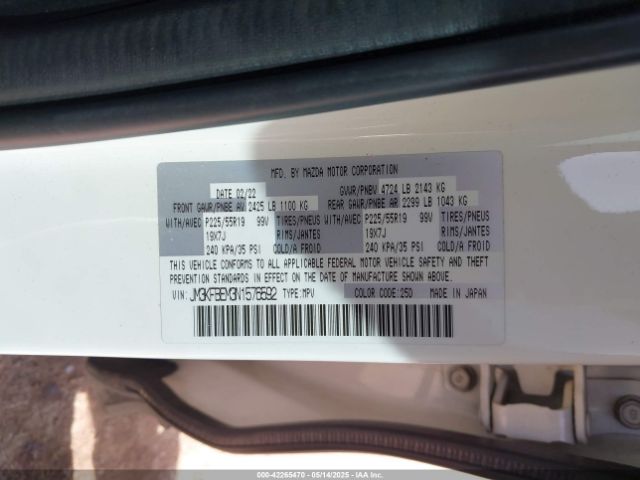 MFD. BY MAZDA MOTOR CORPORATION
DATE 02/22 GVWR/PNBV 4724 LB 2143 KG
FRONT GAWR/PNBE AV 2425 LB 1100 KG REAR GAWR/PNBE AR 2299 LB 1043 KG
WITH/AVEC P225/55R19 99V TIRES/PNEUS WITH/AVEC P225/55R19 99V TIRES/PNEUS
19X7J RIMS/JANTES 19X7J RIMS/JANTES
240 KPA/35 PSI COLD/A FROID 240 KPA/35 PSI COLD/A FROID
THIS VEHICLE CONFORMS TO ALL APPLICABLE FEDERAL MOTOR VEHICLE SAFETY AND THEFT
PREVENTION STANDARDS IN EFFECT ON THE DATE OF MANUFACTURE SHOWN ABOVE.
VIN: JM3KFBEM3N1576592 TYPE:MPV COLOR CODE:25D MADE IN JAPAN
000-42265470 - 05/14/2025 - IAAI.COM